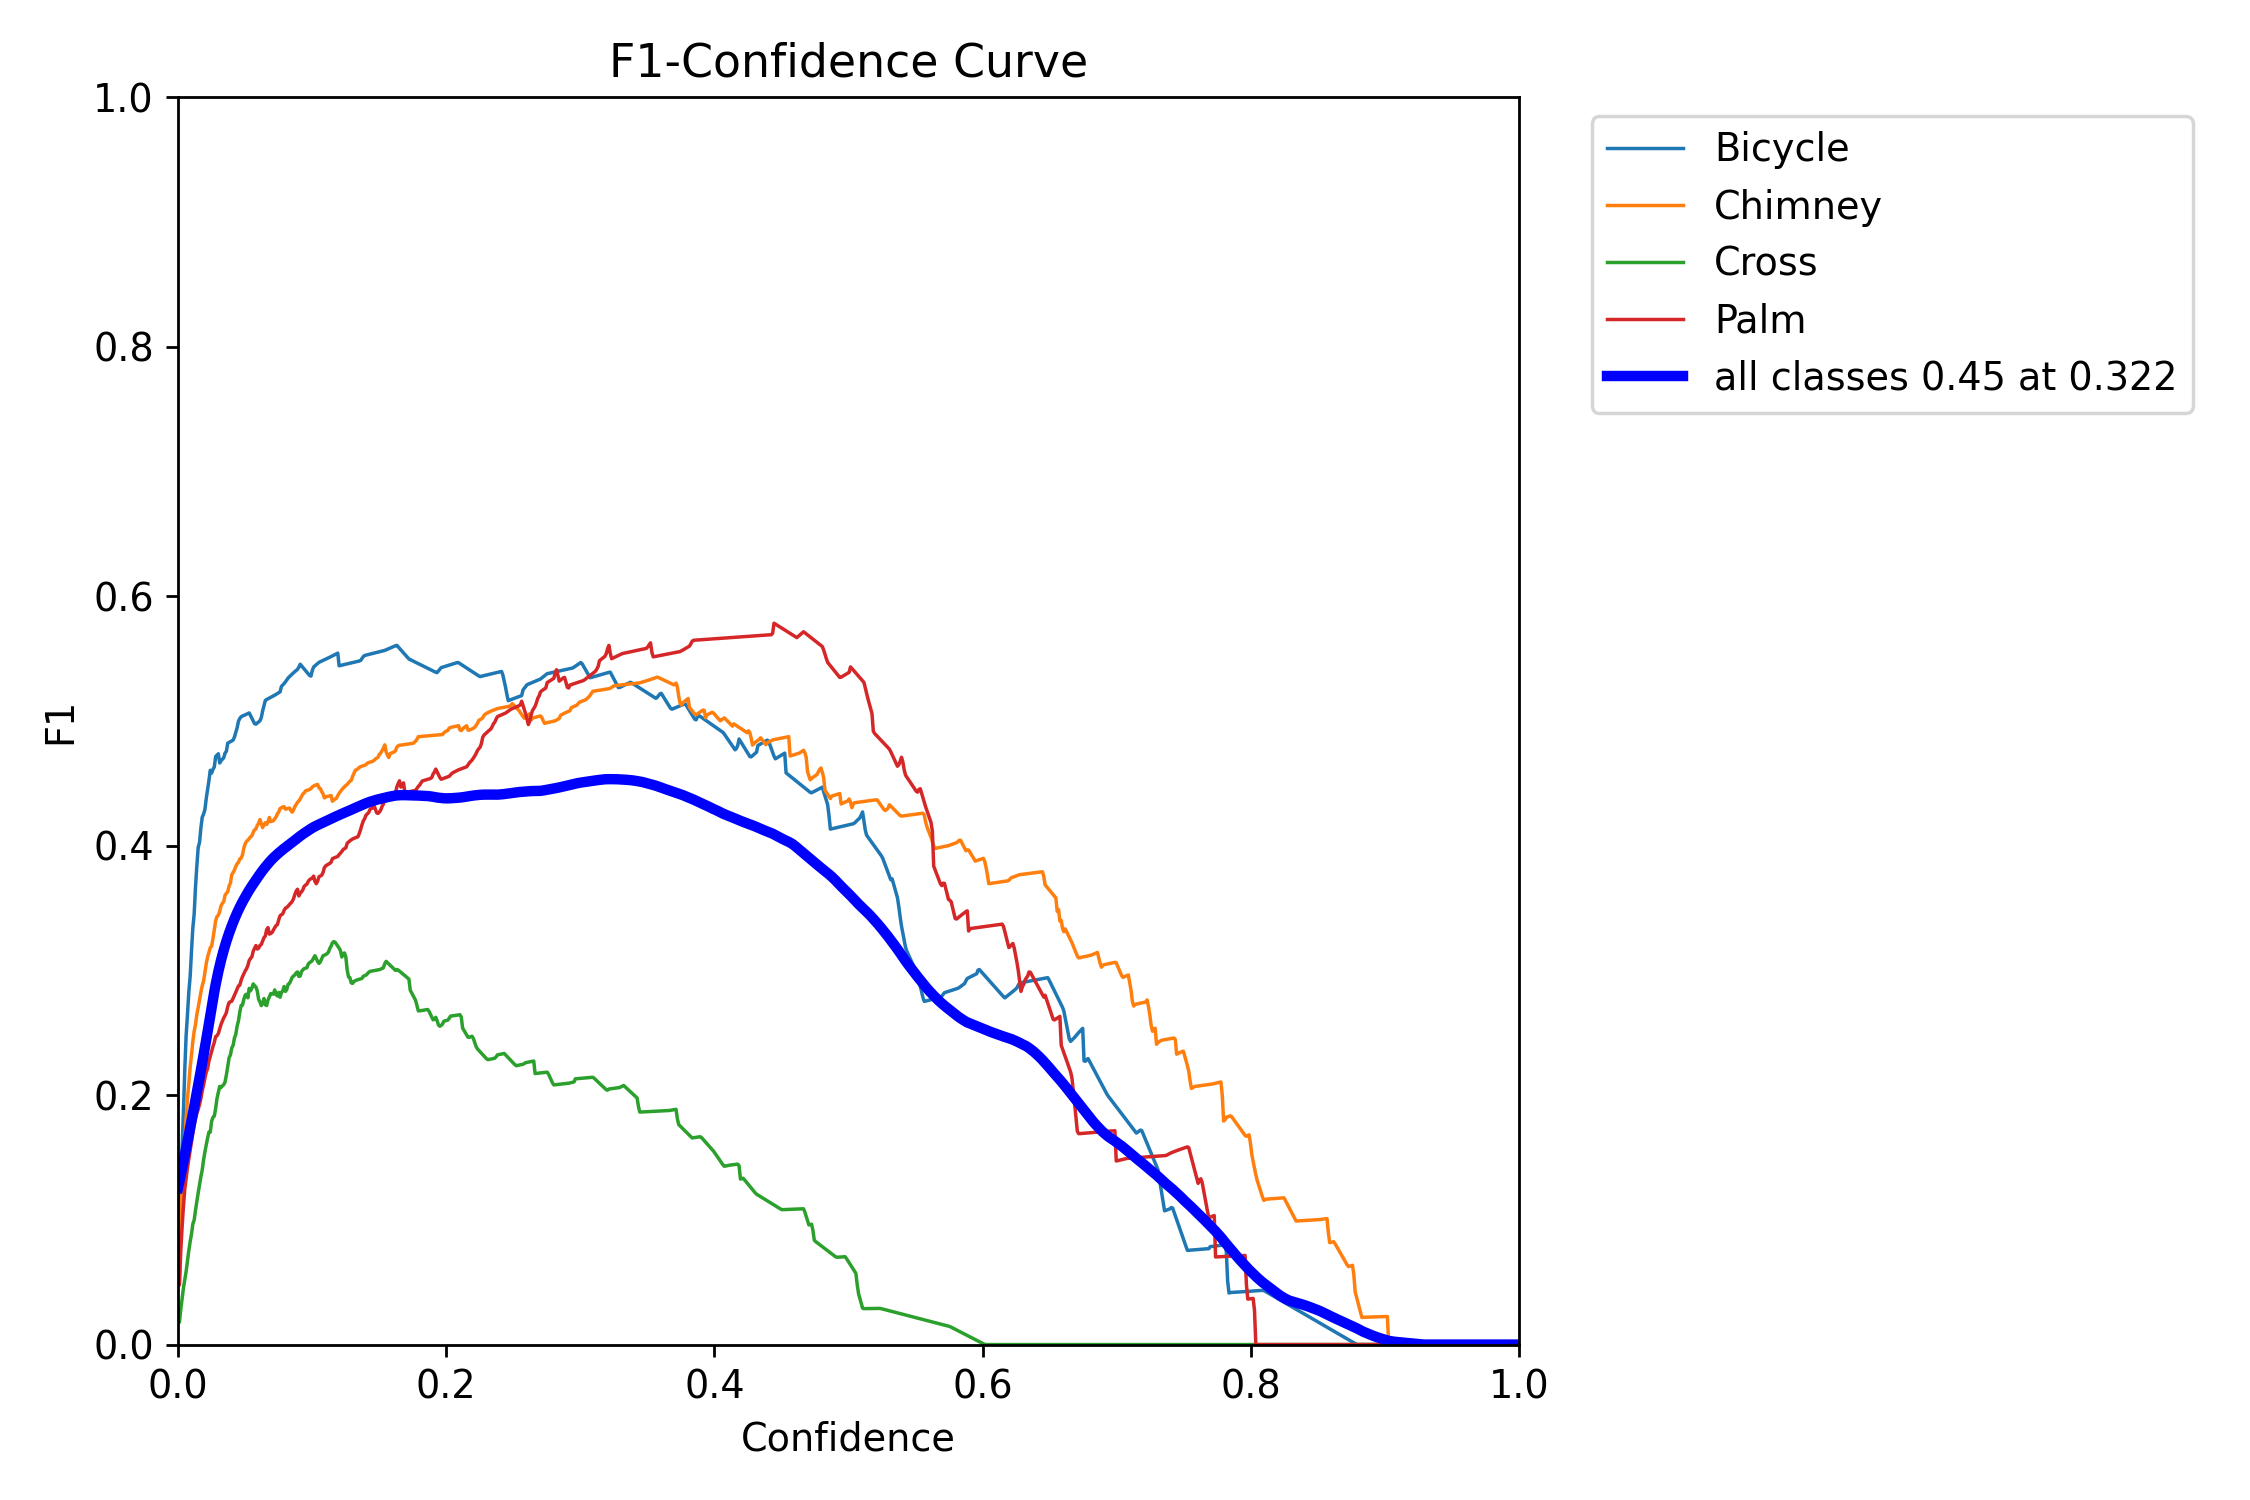 F1-Confidence Curve
1.0
0.8
0.6
0.4
0.2
0.0
F1
0.0 0.2 0.4 0.6 0.8 1.0
Confidence
Bicycle
Chimney
Cross
Palm
all classes 0.45 at 0.322